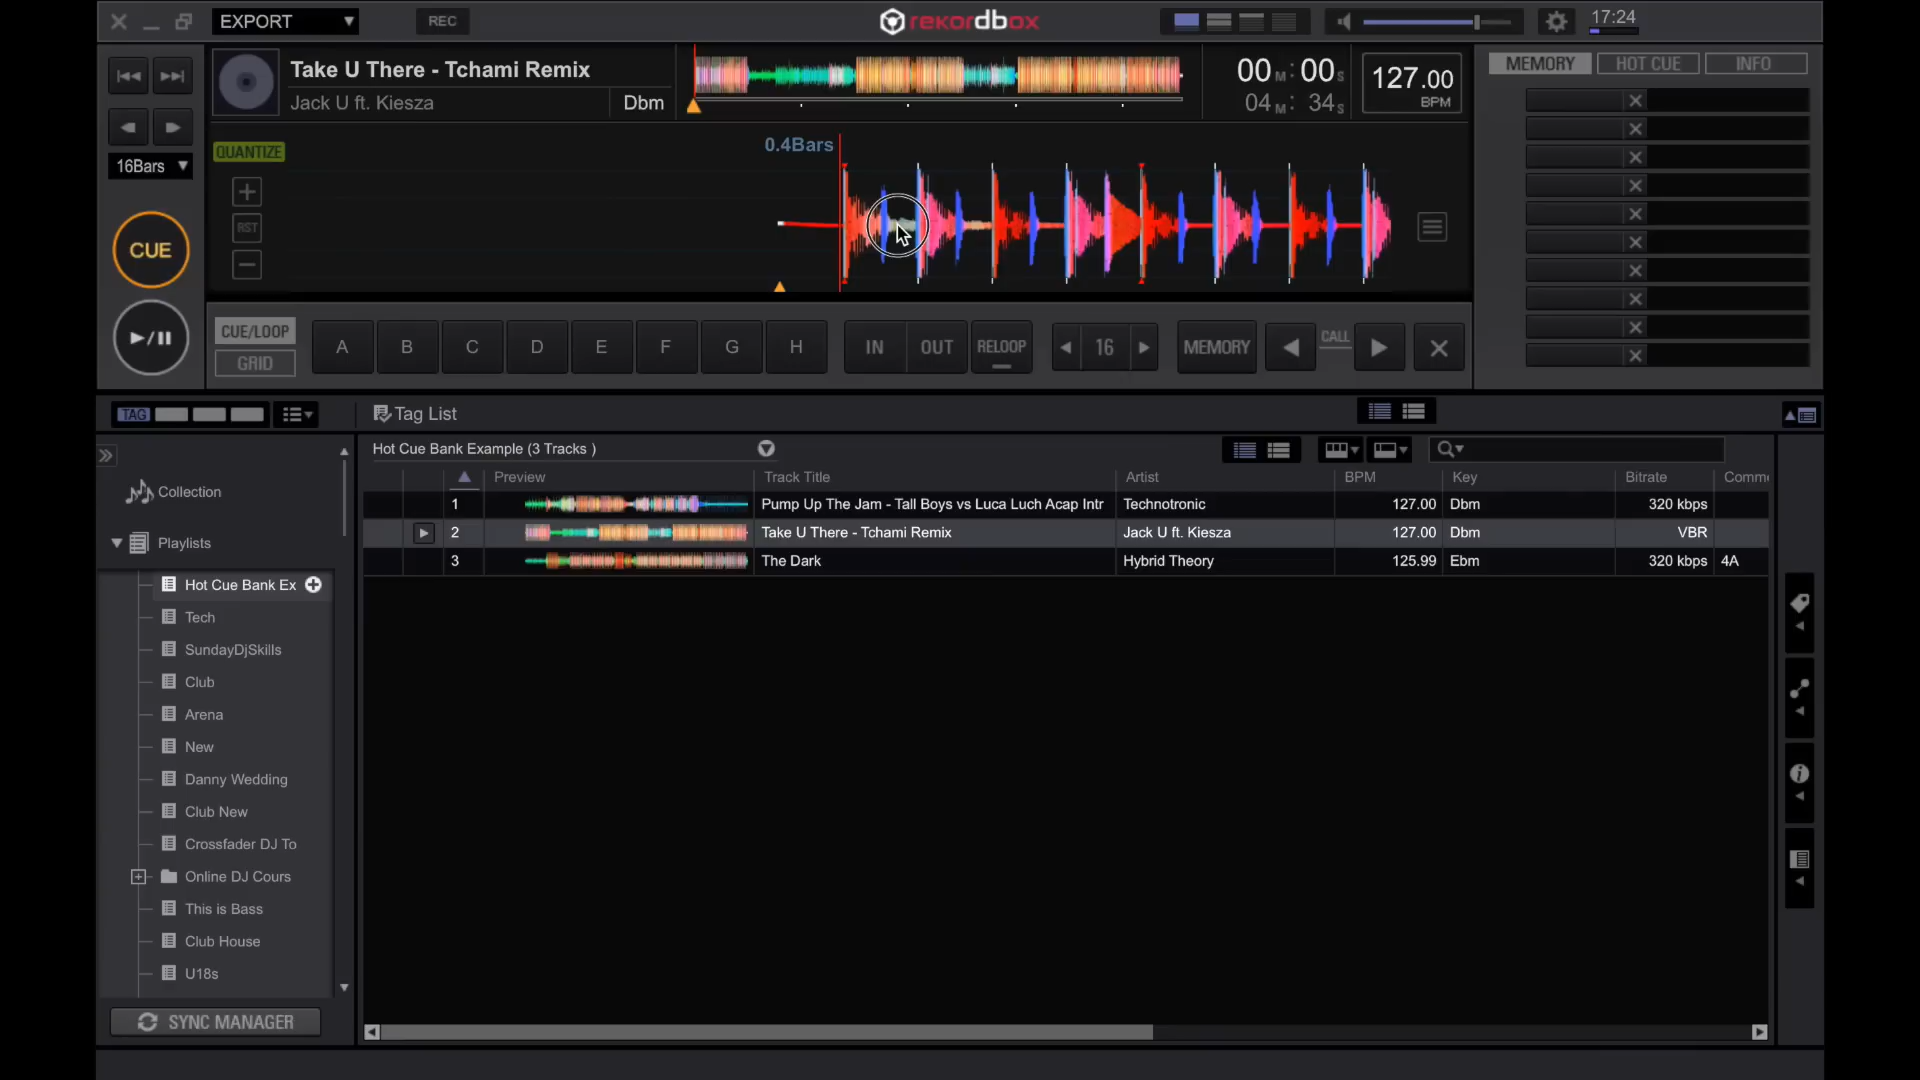 EXPORT
REC
rekordbox
17:24
Take U There - Tchami Remix
Jack U ft. Kiesza
Dbm
00 M : 00 S
04 M : 34 S
127.00
BPM
MEMORY
HOT CUE
INFO
16Bars
QUANTIZE
0.4Bars
RST
CUE
CUE/LOOP
GRID
A
B
C
D
E
F
G
H
IN
OUT
RELOOP
16
MEMORY
CALL
TAG
Tag List
Hot Cue Bank Example (3 Tracks )
Preview
Track Title
Artist
BPM
Key
Bitrate
Comme
1
Pump Up The Jam - Tall Boys vs Luca Luch Acap Intr
Technotronic
127.00
Dbm
320 kbps
2
Take U There - Tchami Remix
Jack U ft. Kiesza
127.00
Dbm
VBR
3
The Dark
Hybrid Theory
125.99
Ebm
320 kbps
4A
Collection
Playlists
Hot Cue Bank Ex
Tech
SundayDjSkills
Club
Arena
New
Danny Wedding
Club New
Crossfader DJ To
Online DJ Cours
This is Bass
Club House
U18s
SYNC MANAGER